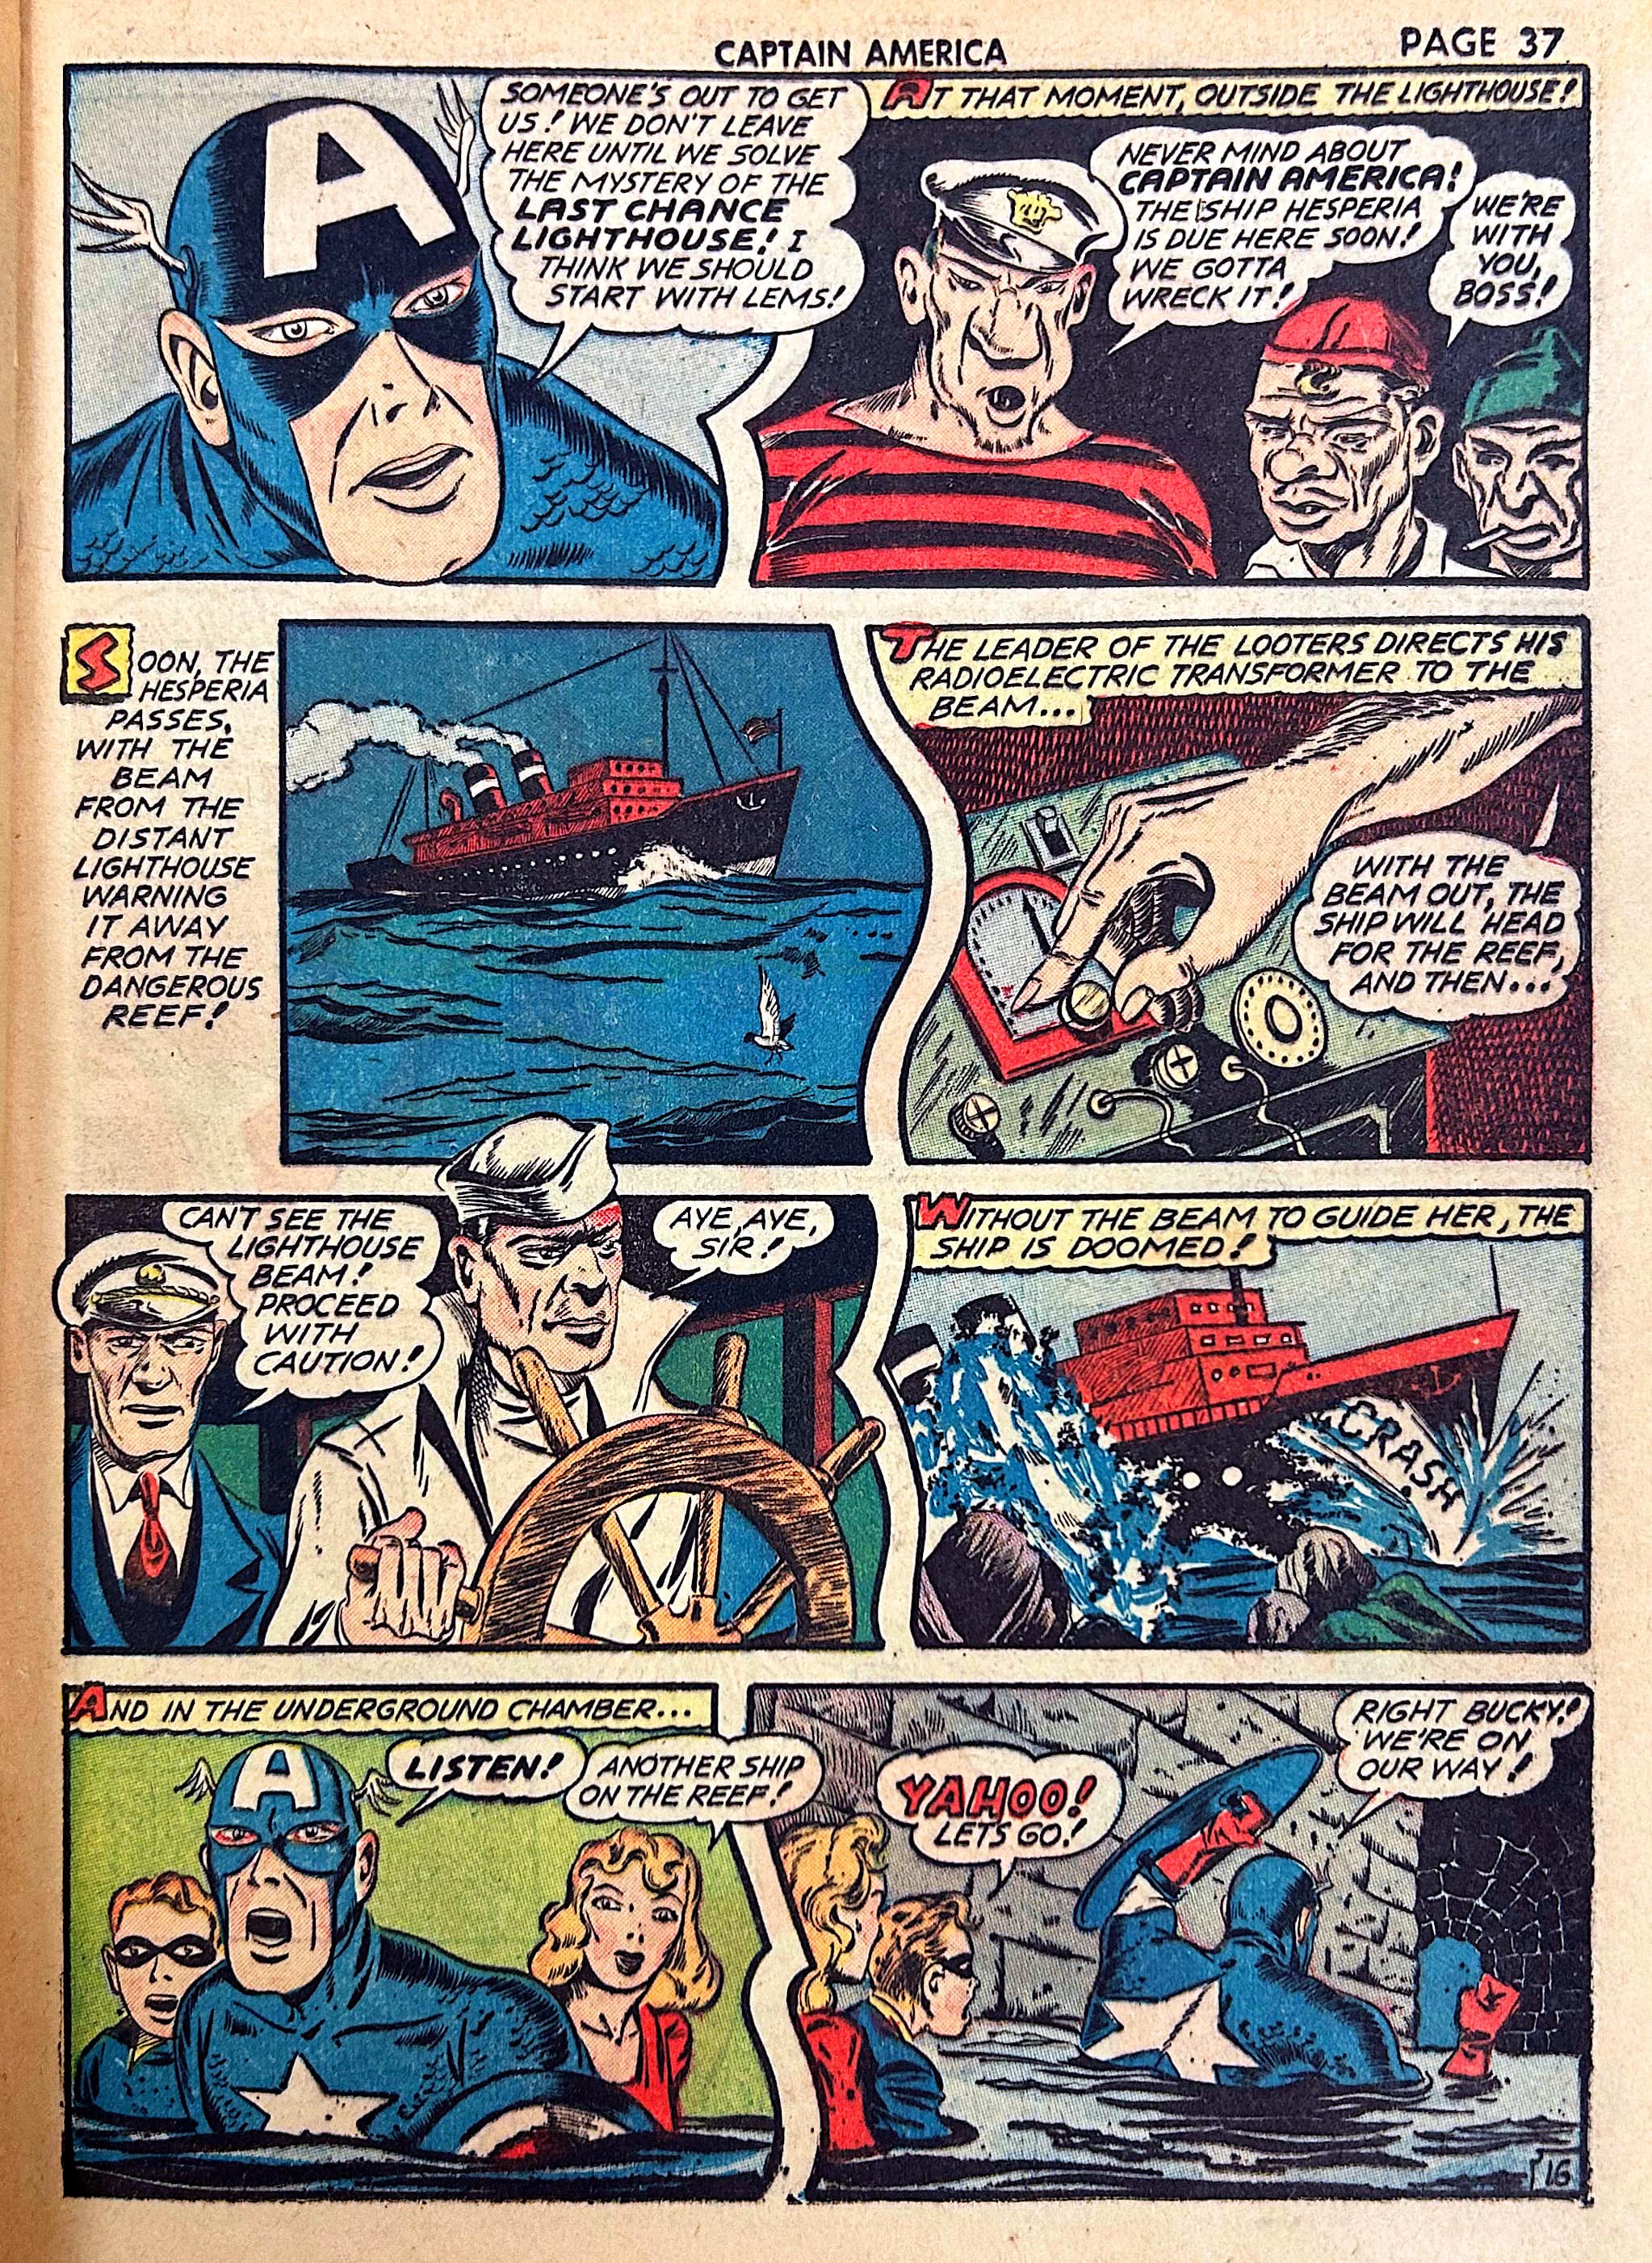 CAPTAIN AMERICA
PAGE 37
SOMEONE'S OUT TO GET
US! WE DON'T LEAVE
HERE UNTIL WE SOLVE
THE MYSTERY OF THE
LAST CHANCE
LIGHTHOUSE! I
THINK WE SHOULD
START WITH LEMS!
A
AT THAT MOMENT, OUTSIDE THE LIGHTHOUSE!
NEVER MIND ABOUT
CAPTAIN AMERICA!
THE SHIP HESPERIA
IS DUE HERE SOON!
WE GOTTA
WRECK IT!
WE'RE
WITH
YOU,
BOSS!
SOON, THE
HESPERIA
PASSES,
WITH THE
BEAM
FROM THE
DISTANT
LIGHTHOUSE
WARNING
IT AWAY
FROM THE
DANGEROUS
REEF!
THE LEADER OF THE LOOTERS DIRECTS HIS
RADIOELECTRIC TRANSFORMER TO THE
BEAM...
WITH THE
BEAM OUT, THE
SHIP WILL HEAD
FOR THE REEF,
AND THEN...
CAN'T SEE THE
LIGHTHOUSE
BEAM!
PROCEED
WITH
CAUTION!
AYE, AYE,
SIR!
WITHOUT THE BEAM TO GUIDE HER, THE
SHIP IS DOOMED!
CRASH
AND IN THE UNDERGROUND CHAMBER...
A
LISTEN!
ANOTHER SHIP
ON THE REEF!
YAHOO!
LETS GO!
RIGHT BUCKY!
WE'RE ON
OUR WAY!
16